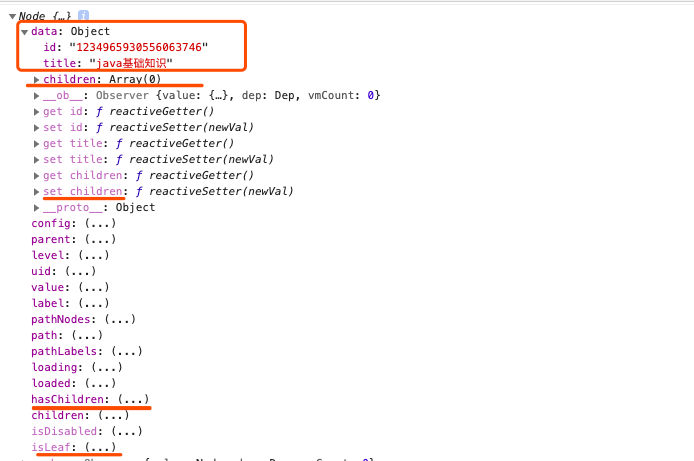 Node {…} i
data: Object
id: "1234965930556063746"
title: "java基础知识"
children: Array(0)
__ob__: Observer {value: {…}, dep: Dep, vmCount: 0}
get id: ƒ reactiveGetter()
set id: ƒ reactiveSetter(newVal)
get title: ƒ reactiveGetter()
set title: ƒ reactiveSetter(newVal)
get children: ƒ reactiveGetter()
set children: ƒ reactiveSetter(newVal)
__proto__: Object
config: (...)
parent: (...)
level: (...)
uid: (...)
value: (...)
label: (...)
pathNodes: (...)
path: (...)
pathLabels: (...)
loading: (...)
loaded: (...)
hasChildren: (...)
children: (...)
isDisabled: (...)
isLeaf: (...)